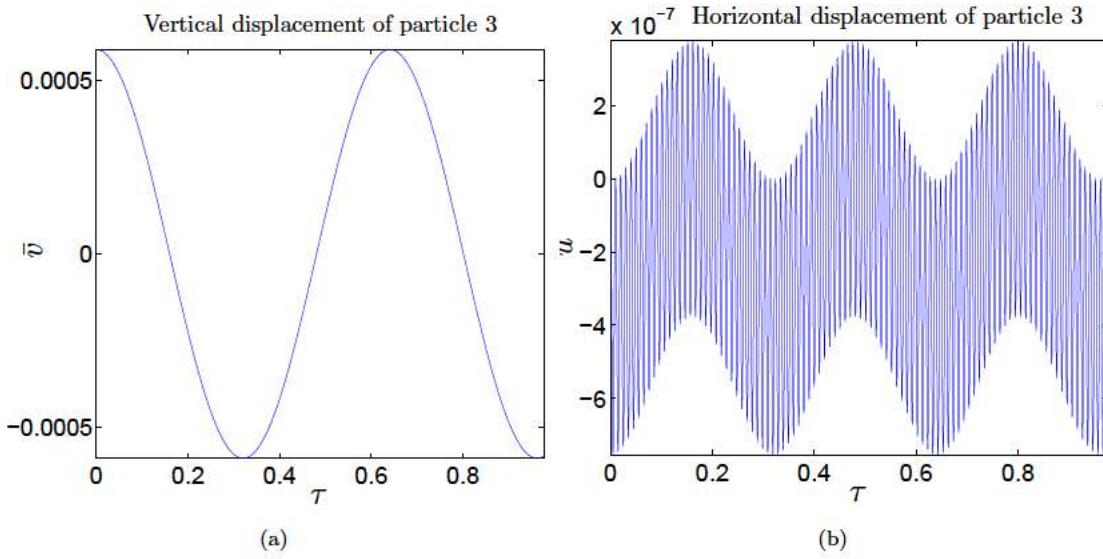 Vertical displacement of particle 3
0.0005
0
−0.0005
v̄
0 0.2 0.4 0.6 0.8
τ
(a)
x 10⁻⁷ Horizontal displacement of particle 3
2
0
−2
−4
−6
u
0 0.2 0.4 0.6 0.8
τ
(b)